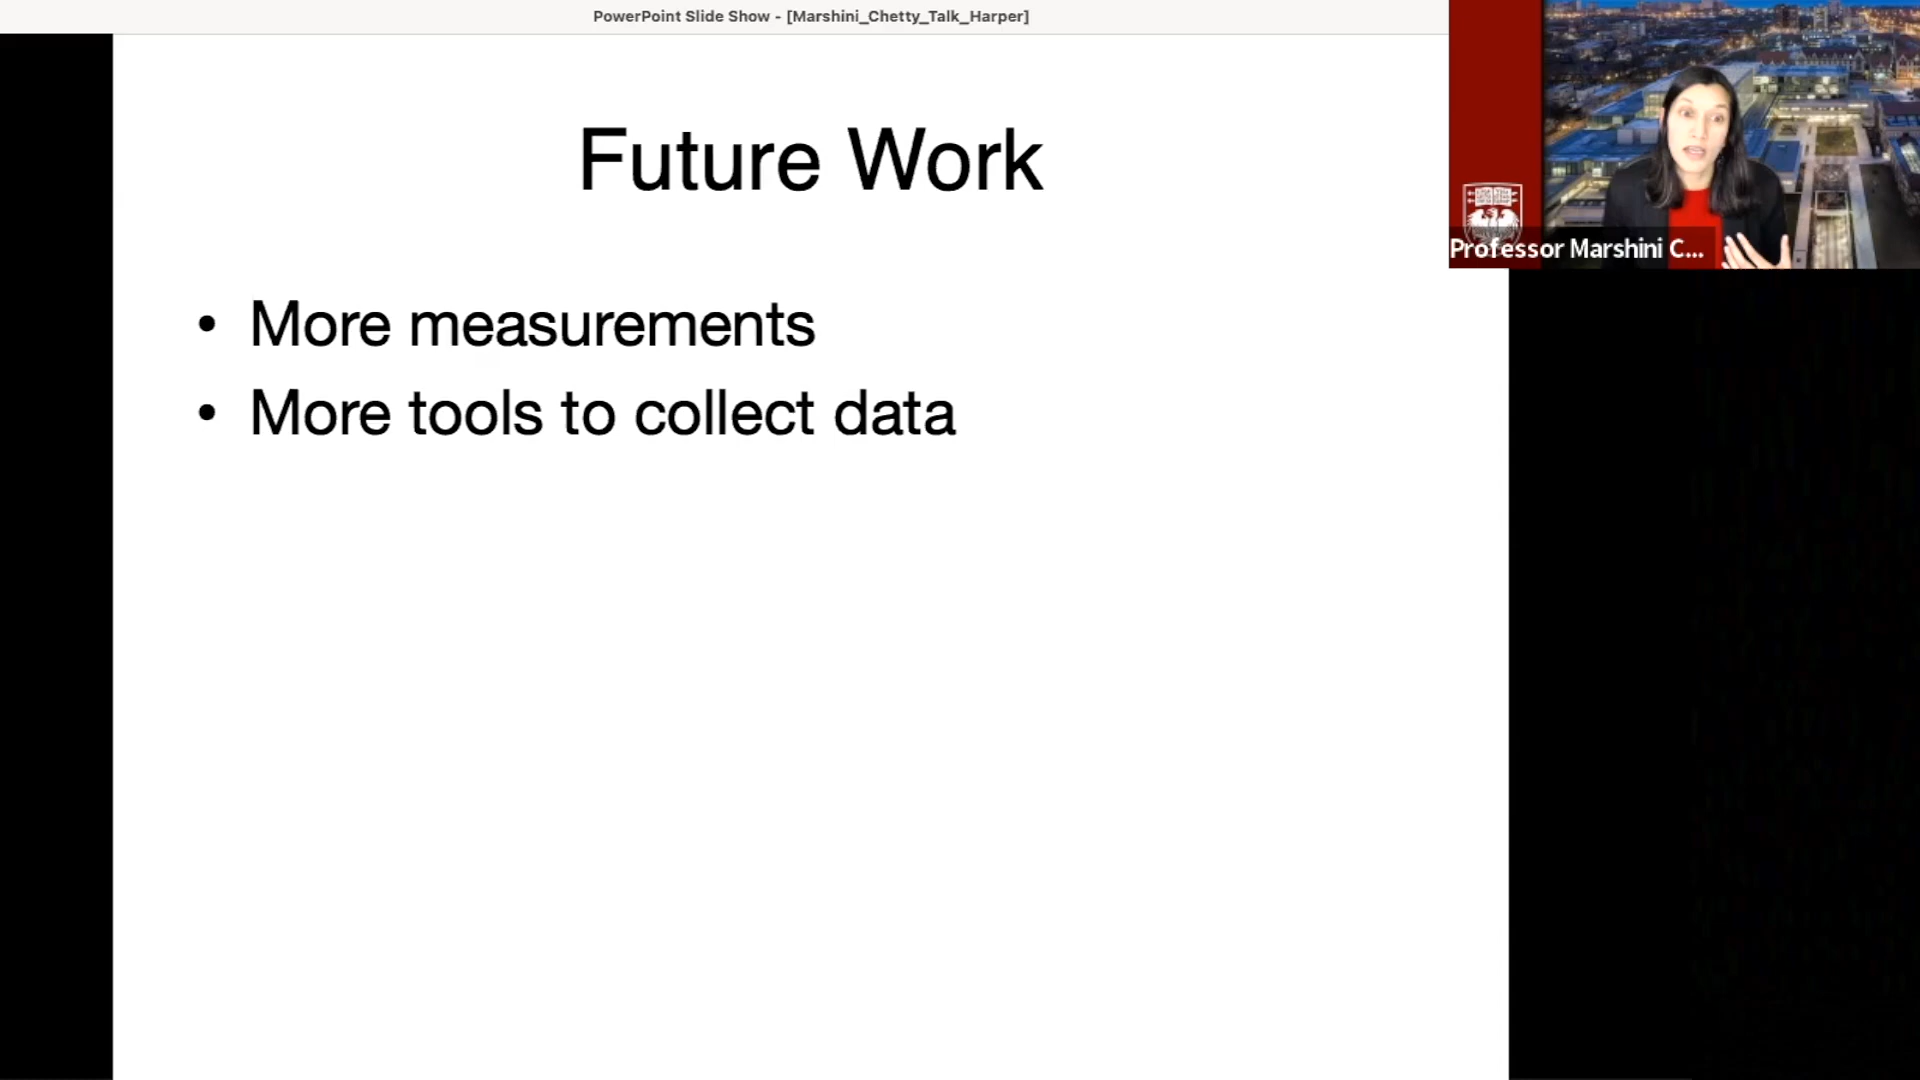 PowerPoint Slide Show - [Marshini_Chetty_Talk_Harper]
Future Work
• More measurements
• More tools to collect data
Professor Marshini C...